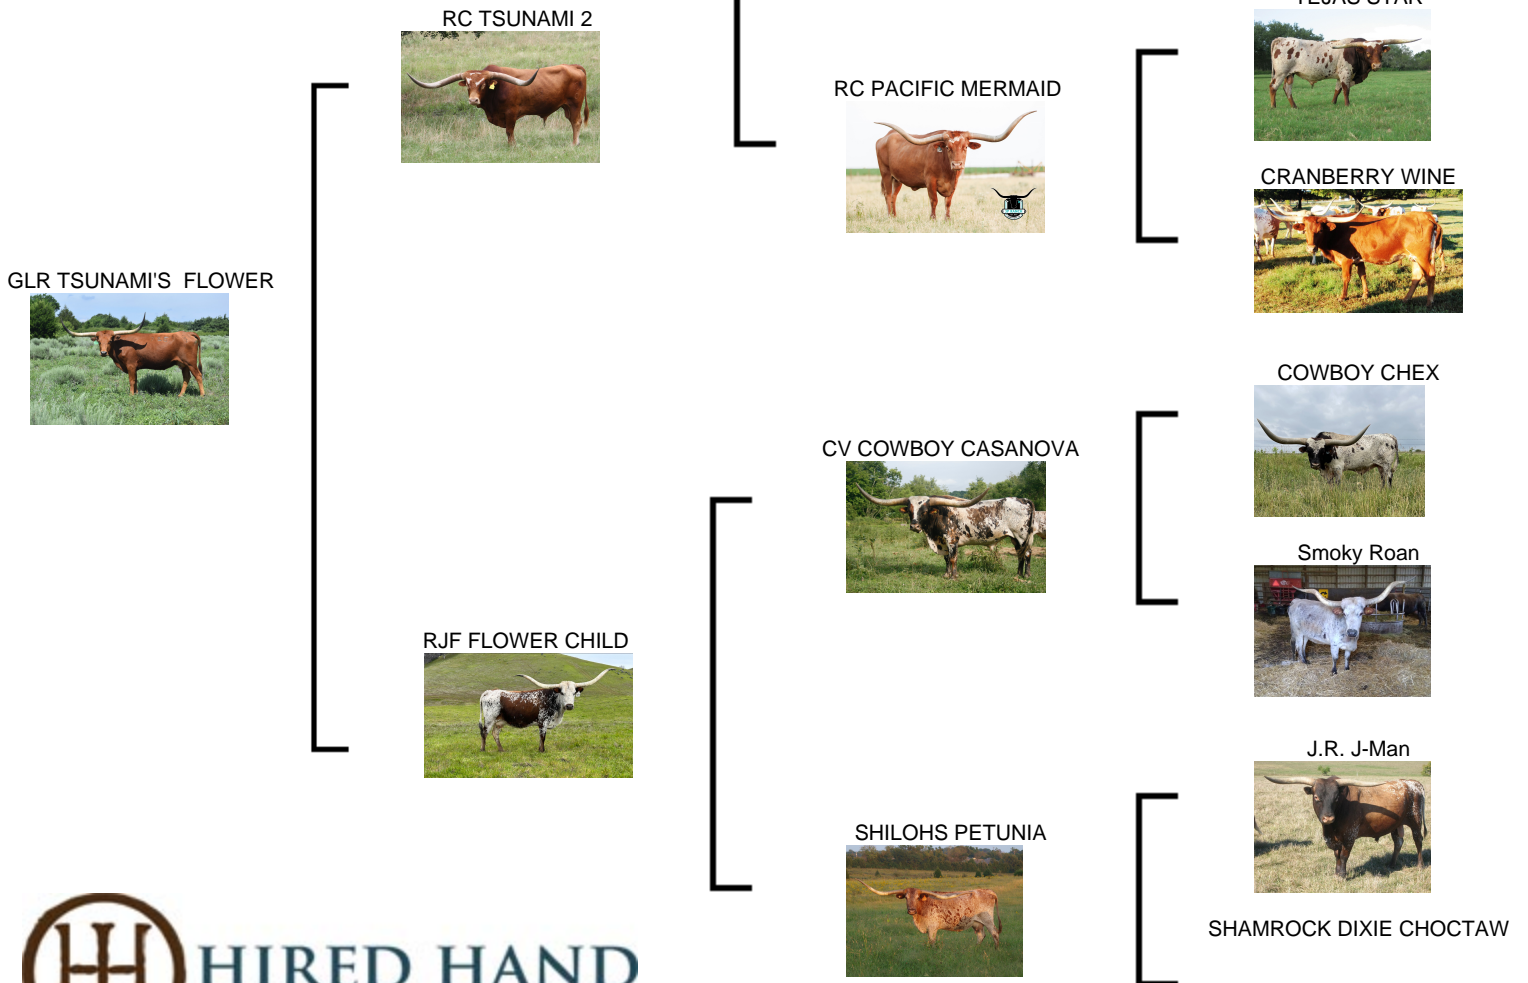 RC TSUNAMI 2
RC PACIFIC MERMAID
CRANBERRY WINE
GLR TSUNAMI'S  FLOWER
COWBOY CHEX
CV COWBOY CASANOVA
Smoky Roan
RJF FLOWER CHILD
J.R. J-Man
SHILOHS PETUNIA
SHAMROCK DIXIE CHOCTAW
HIRED HAND